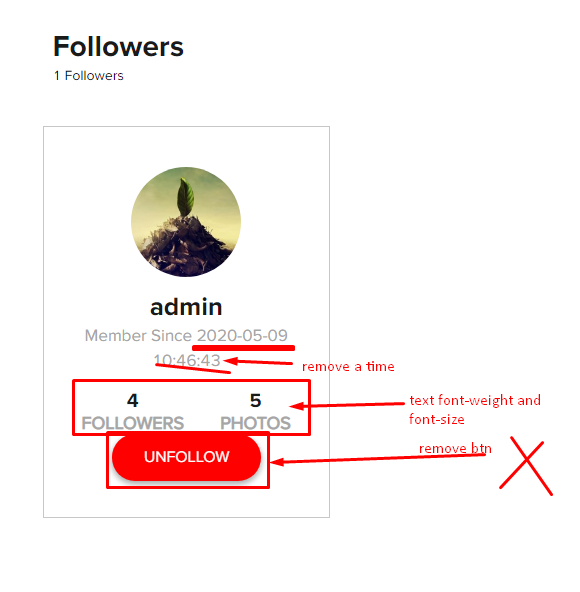 Followers
1 Followers
admin
Member Since 2020-05-09
10:46:43
remove a time
4 5
FOLLOWERS PHOTOS
text font-weight and
font-size
UNFOLLOW
remove btn